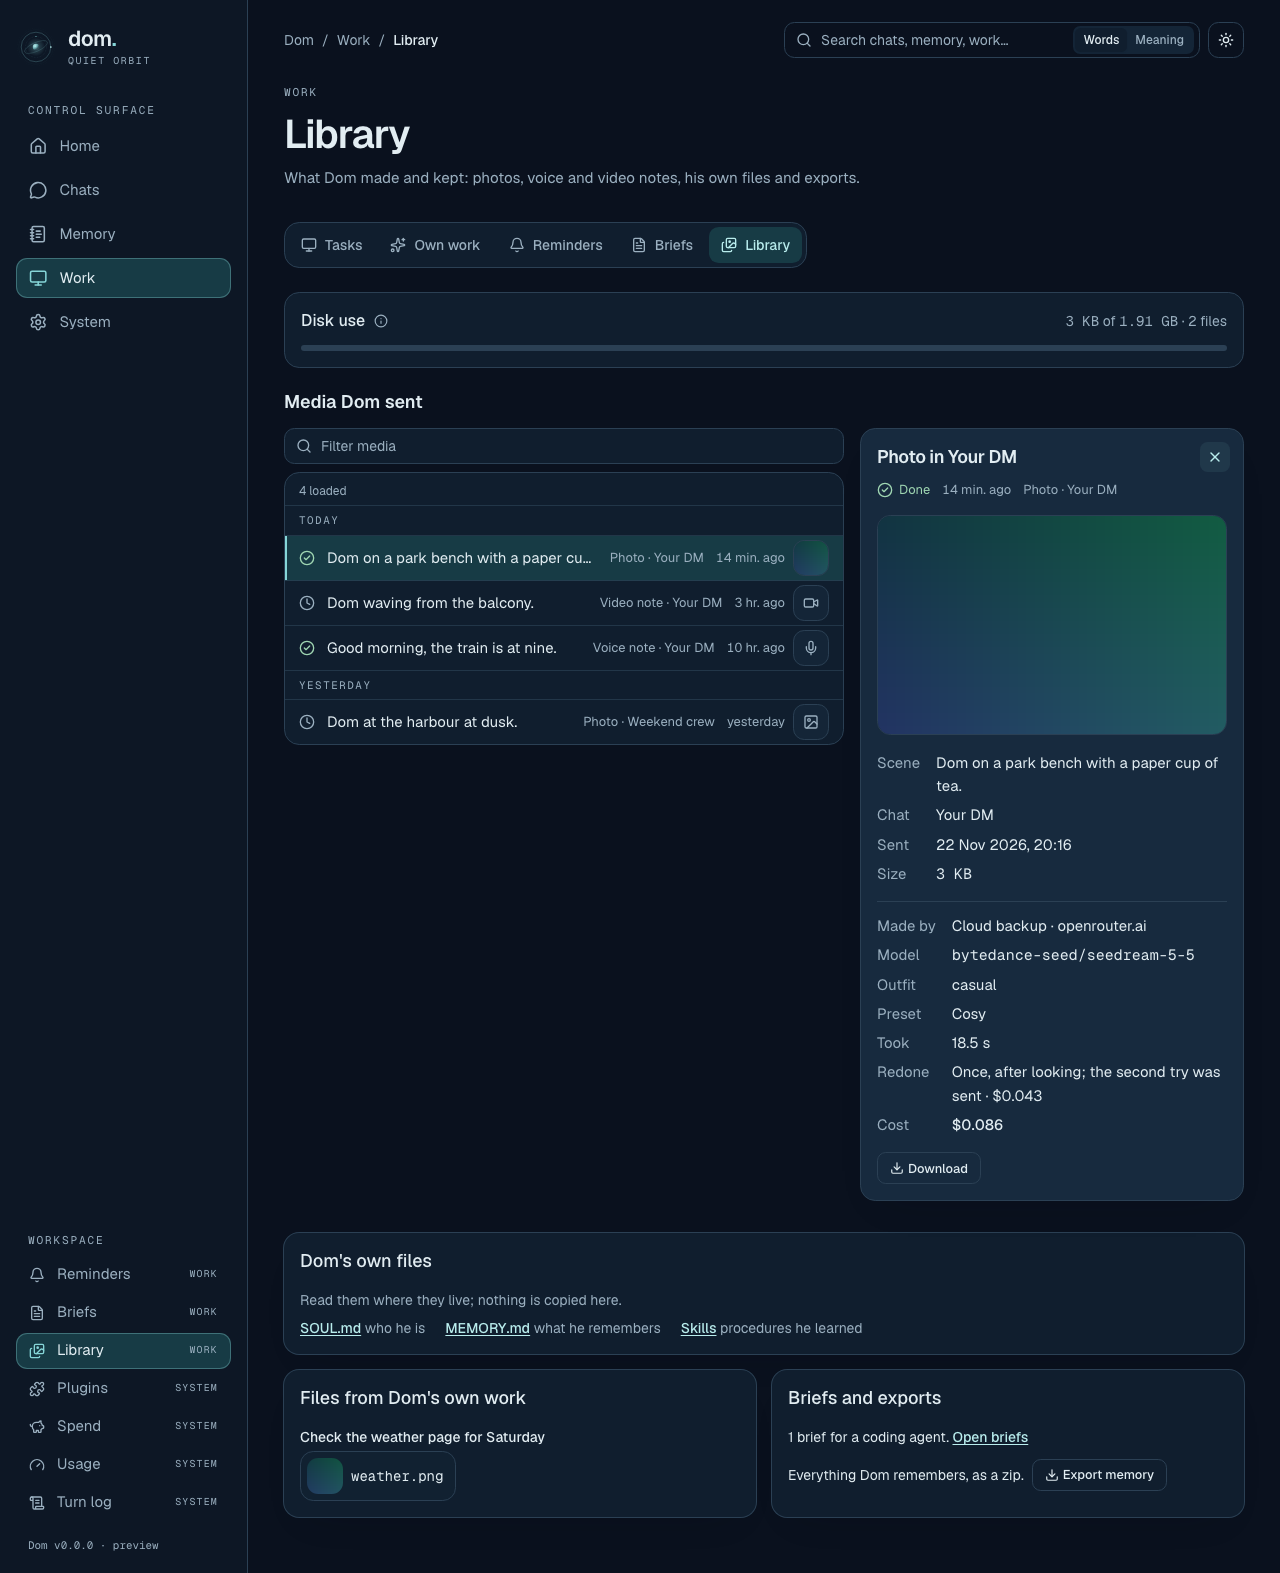 dom.
QUIET ORBIT
CONTROL SURFACE
Home
Chats
Memory
Work
System
WORKSPACE
Reminders WORK
Briefs WORK
Library WORK
Plugins SYSTEM
Spend SYSTEM
Usage SYSTEM
Turn log SYSTEM
Dom v0.0.0 · preview
Dom / Work / Library
Search chats, memory, work... Words Meaning
WORK
Library
What Dom made and kept: photos, voice and video notes, his own files and exports.
Tasks Own work Reminders Briefs Library
Disk use 3 KB of 1.91 GB · 2 files
Media Dom sent
Filter media
4 loaded
TODAY
Dom on a park bench with a paper cu... Photo · Your DM 14 min. ago
Dom waving from the balcony. Video note · Your DM 3 hr. ago
Good morning, the train is at nine. Voice note · Your DM 10 hr. ago
YESTERDAY
Dom at the harbour at dusk. Photo · Weekend crew yesterday
Photo in Your DM
Done 14 min. ago Photo · Your DM
Scene Dom on a park bench with a paper cup of
tea.
Chat Your DM
Sent 22 Nov 2026, 20:16
Size 3 KB
Made by Cloud backup · openrouter.ai
Model bytedance-seed/seedream-5-5
Outfit casual
Preset Cosy
Took 18.5 s
Redone Once, after looking; the second try was
sent · $0.043
Cost $0.086
Download
Dom's own files
Read them where they live; nothing is copied here.
SOUL.md who he is MEMORY.md what he remembers Skills procedures he learned
Files from Dom's own work
Check the weather page for Saturday
weather.png
Briefs and exports
1 brief for a coding agent. Open briefs
Everything Dom remembers, as a zip. Export memory